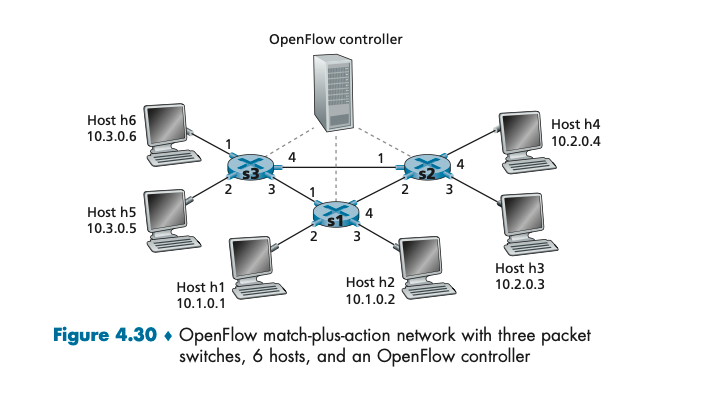 OpenFlow controller
Host h6
10.3.0.6
Host h4
10.2.0.4
1
4
1
4
s3
s2
2
3
2
3
1
4
s1
2
3
Host h5
10.3.0.5
Host h3
10.2.0.3
Host h1
10.1.0.1
Host h2
10.1.0.2
Figure 4.30 ♦ OpenFlow match-plus-action network with three packet
switches, 6 hosts, and an OpenFlow controller